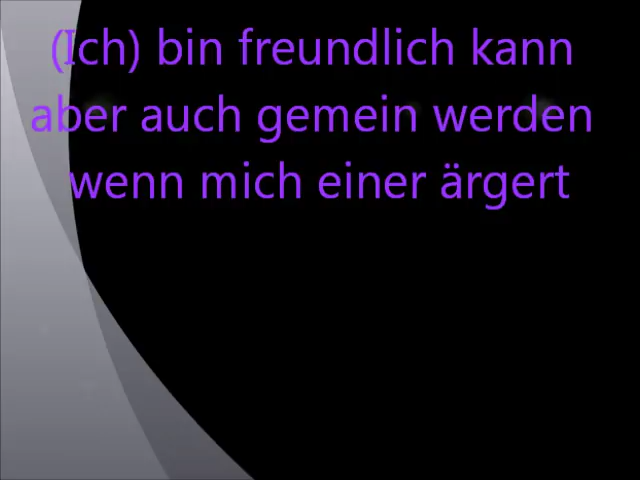 (Ich) bin freundlich kann
aber auch gemein werden
wenn mich einer ärgert